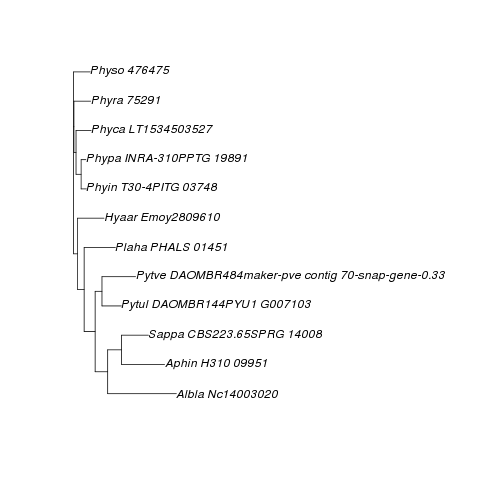 Physo 476475
Phyra 75291
Phyca LT1534503527
Phypa INRA-310PPTG 19891
Phyin T30-4PITG 03748
Hyaar Emoy2809610
Plaha PHALS 01451
Pytve DAOMBR484maker-pve contig 70-snap-gene-0.33
Pytul DAOMBR144PYU1 G007103
Sappa CBS223.65SPRG 14008
Aphin H310 09951
Albla Nc14003020